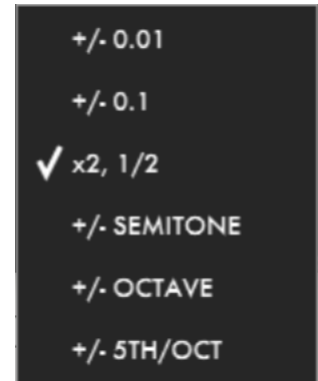 +/- 0.01
+/- 0.1
x2, 1/2
+/- SEMITONE
+/- OCTAVE
+/- 5TH/OCT